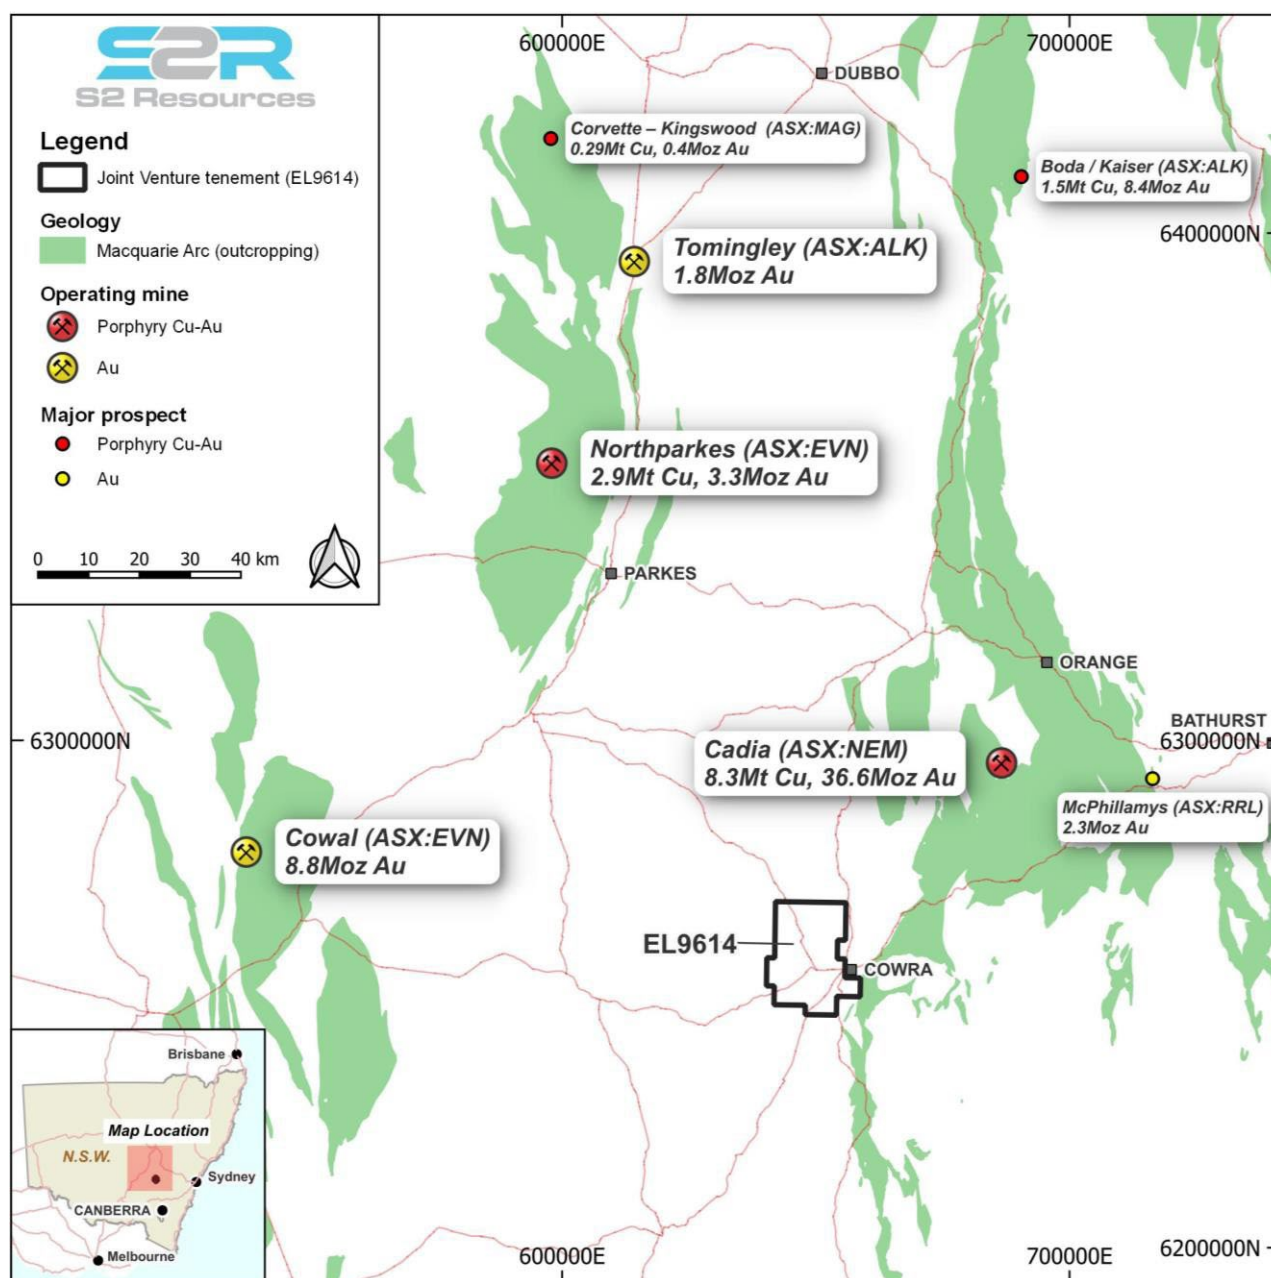 S2R
S2 Resources
Legend
Joint Venture tenement (EL9614)
Geology
Macquarie Arc (outcropping)
Operating mine
Porphyry Cu-Au
Au
Major prospect
Porphyry Cu-Au
Au
0 10 20 30 40 km
600000E
700000E
DUBBO
Corvette – Kingswood (ASX:MAG)
0.29Mt Cu, 0.4Moz Au
Boda / Kaiser (ASX:ALK)
1.5Mt Cu, 8.4Moz Au
6400000N
Tomingley (ASX:ALK)
1.8Moz Au
Northparkes (ASX:EVN)
2.9Mt Cu, 3.3Moz Au
PARKES
ORANGE
BATHURST
6300000N
6300000N
Cadia (ASX:NEM)
8.3Mt Cu, 36.6Moz Au
McPhillamys (ASX:RRL)
2.3Moz Au
Cowal (ASX:EVN)
8.8Moz Au
EL9614
COWRA
Brisbane
Map Location
N.S.W.
Sydney
CANBERRA
Melbourne
600000E
700000E
6200000N